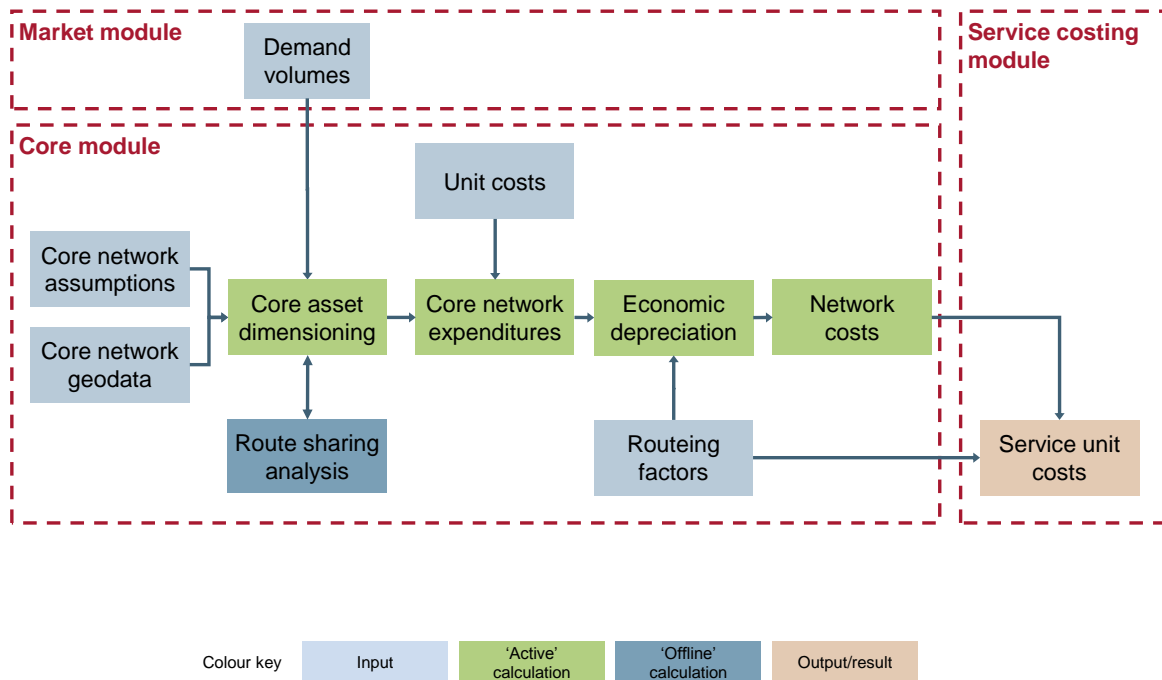 Market module
Demand
volumes
Service costing
module
Core module
Unit costs
Core network
assumptions
Core network
geodata
Core asset
dimensioning
Core network
expenditures
Economic
depreciation
Network
costs
Route sharing
analysis
Routeing
factors
Service unit
costs
Colour key
Input
‘Active’
calculation
‘Offline’
calculation
Output/result